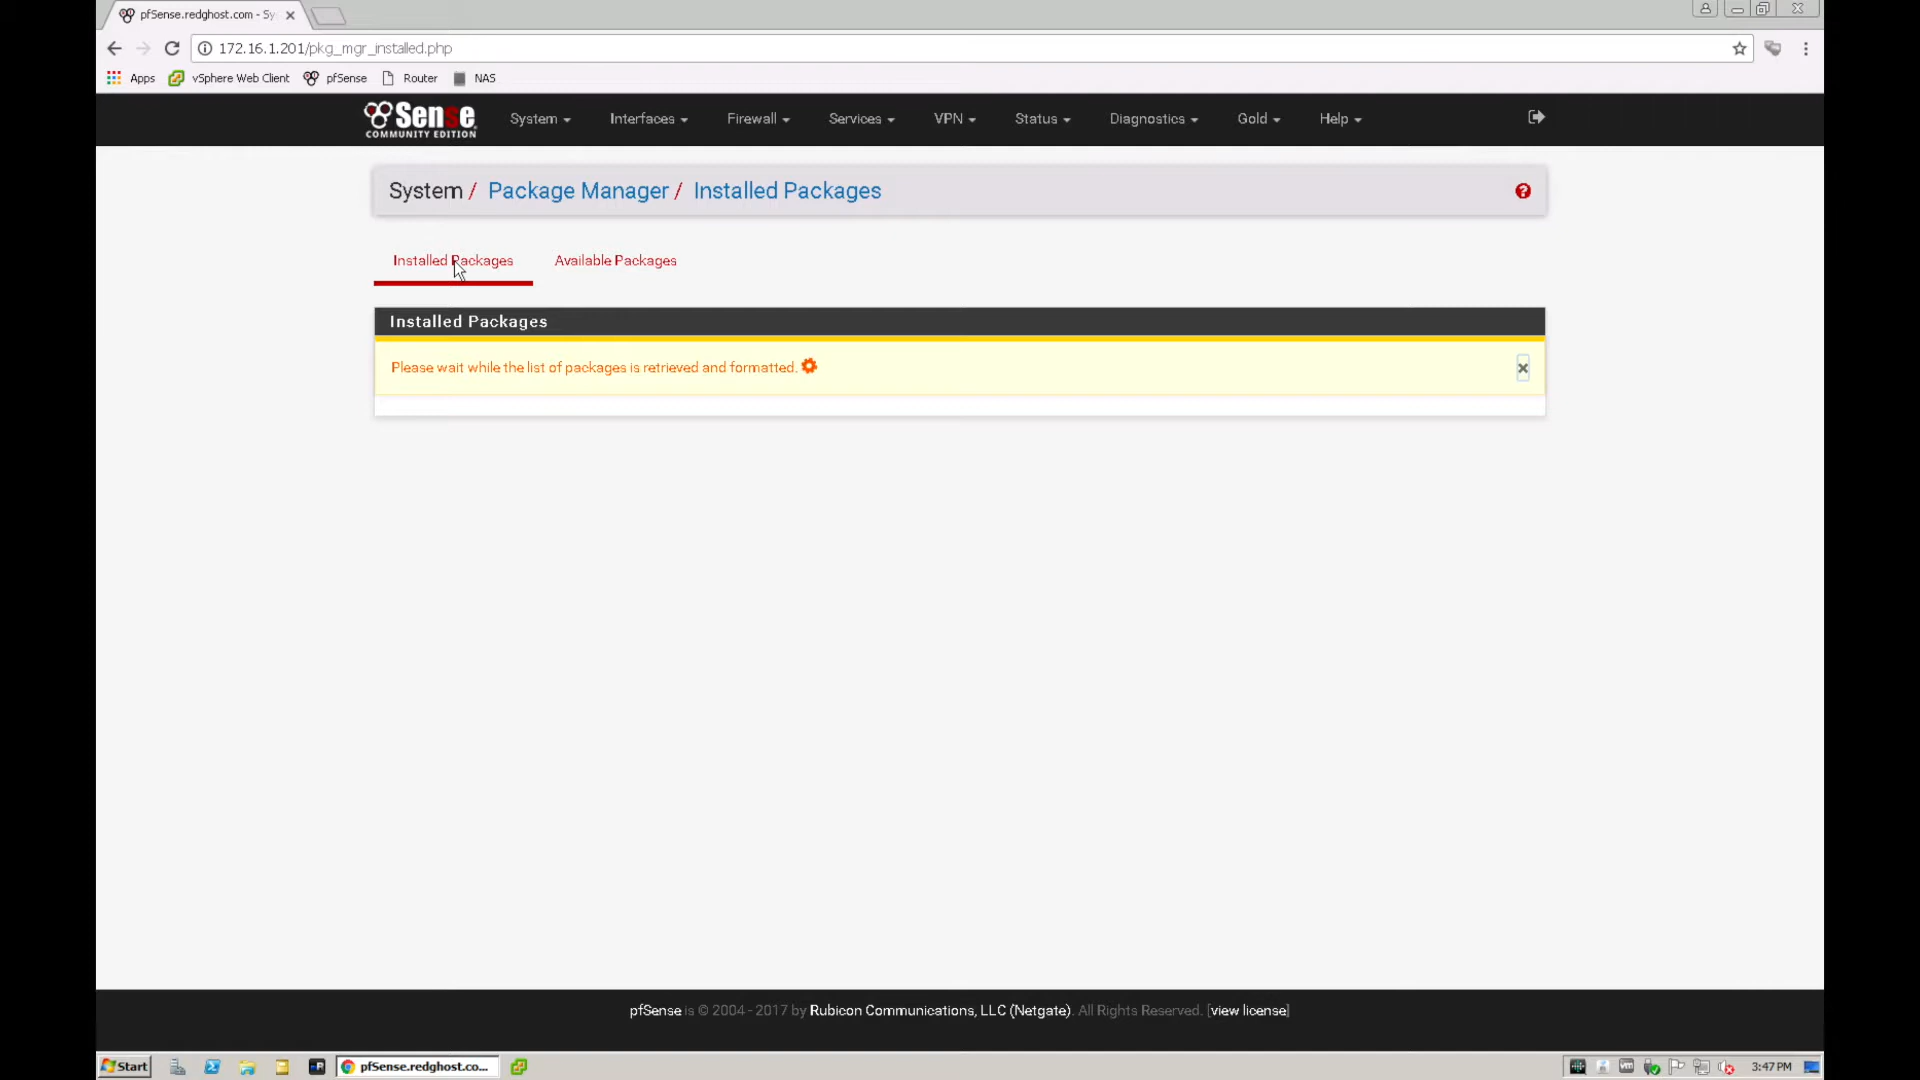 pfSense.redghost.com - Sy
172.16.1.201/pkg_mgr_installed.php
Apps vSphere Web Client pfSense Router NAS
Sense COMMUNITY EDITION System Interfaces Firewall Services VPN Status Diagnostics Gold Help
System / Package Manager / Installed Packages
Installed Packages Available Packages
Installed Packages
Please wait while the list of packages is retrieved and formatted.
pfSense is © 2004 - 2017 by Rubicon Communications, LLC (Netgate). All Rights Reserved. [view license]
Start pfSense.redghost.co... 3:47 PM